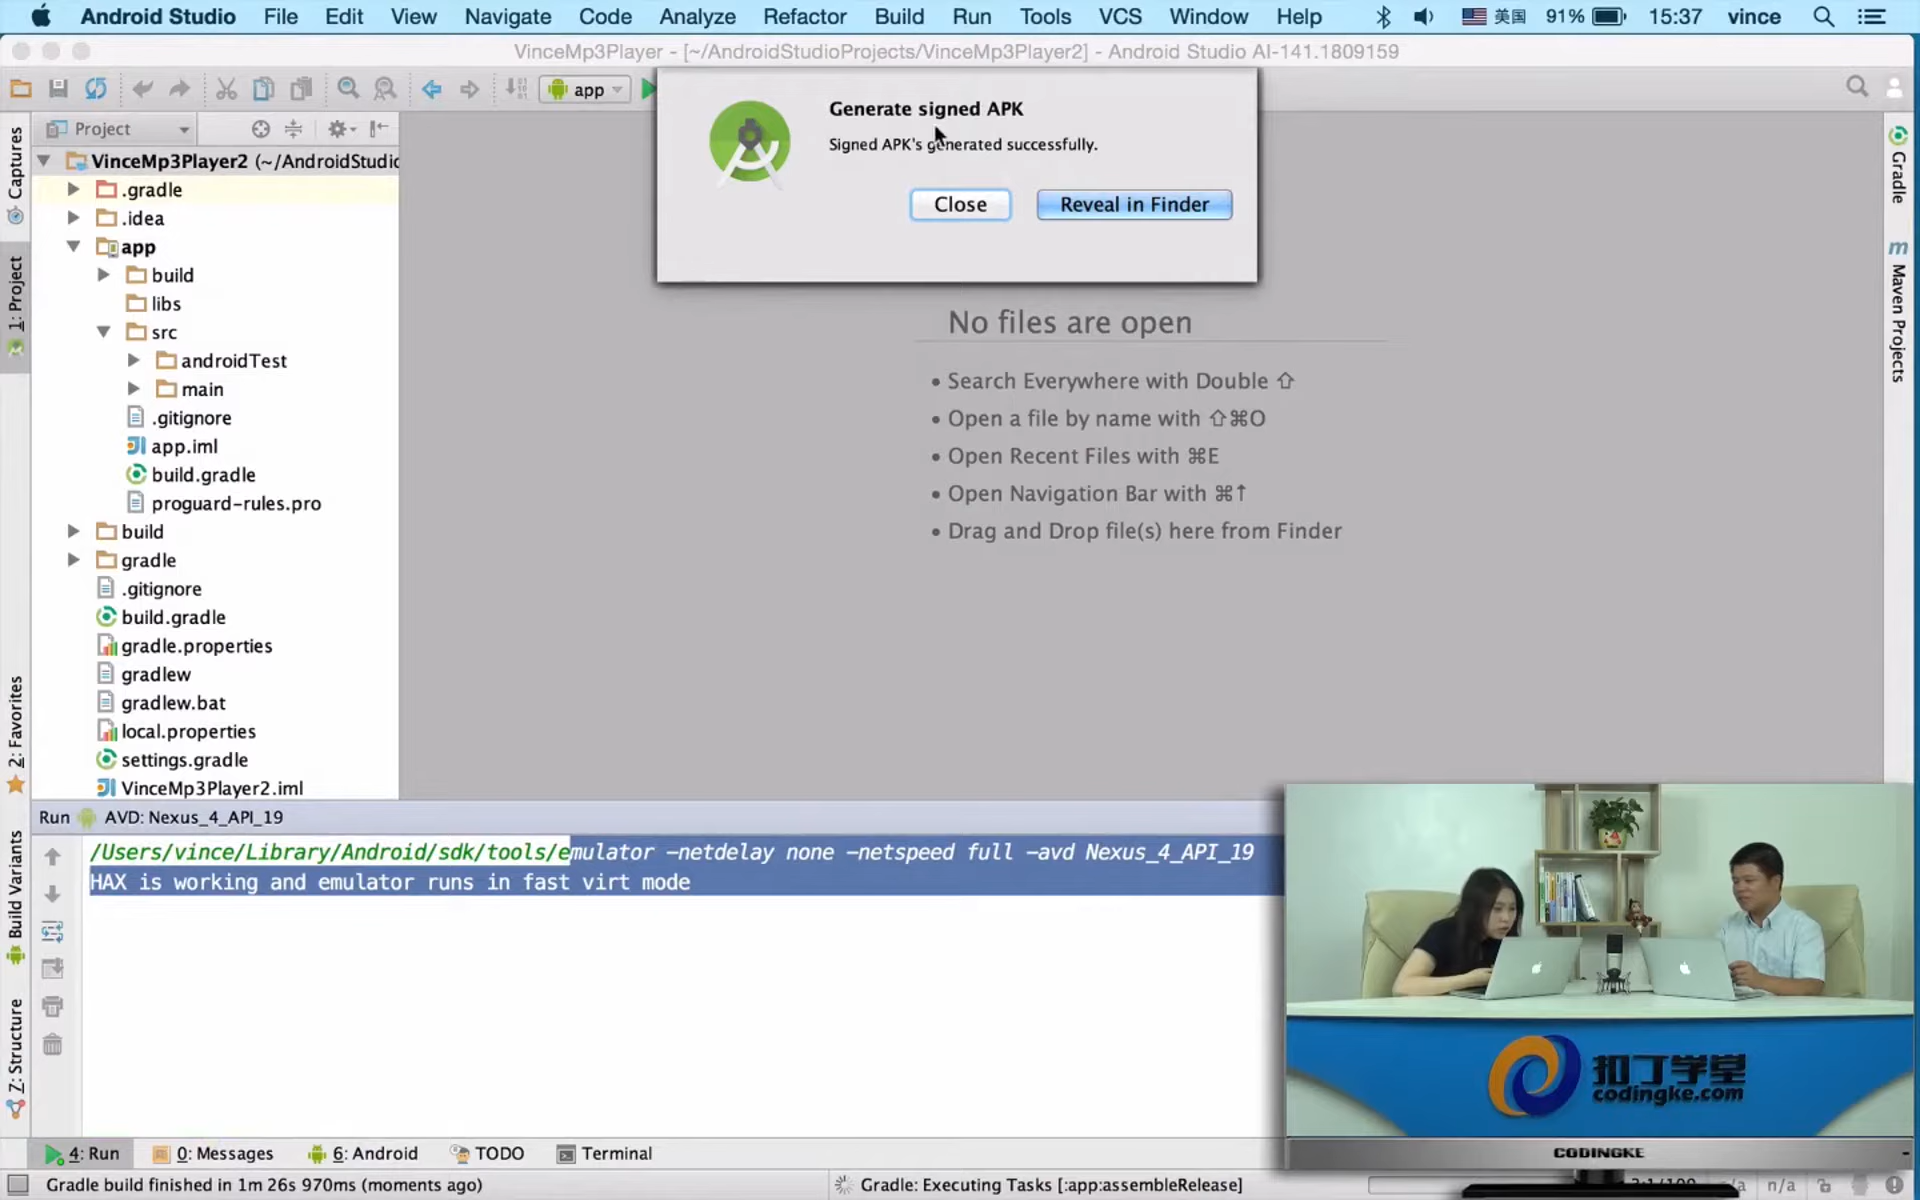 Android Studio File Edit View Navigate Code Analyze Refactor Build Run Tools VCS Window Help 美国 91% 15:37 vince
VinceMp3Player - [~/AndroidStudioProjects/VinceMp3Player2] - Android Studio AI-141.1809159
app
Generate signed APK
Signed APK's generated successfully.
Close Reveal in Finder
Project
VinceMp3Player2 (~/AndroidStudio
.gradle
.idea
app
build
libs
src
androidTest
main
.gitignore
app.iml
build.gradle
proguard-rules.pro
build
gradle
.gitignore
build.gradle
gradle.properties
gradlew
gradlew.bat
local.properties
settings.gradle
VinceMp3Player2.iml
Captures
1: Project
2: Favorites
Build Variants
Z: Structure
Gradle
m
Maven Projects
No files are open
• Search Everywhere with Double ⇧
• Open a file by name with ⇧⌘O
• Open Recent Files with ⌘E
• Open Navigation Bar with ⌘↑
• Drag and Drop file(s) here from Finder
Run AVD: Nexus_4_API_19
/Users/vince/Library/Android/sdk/tools/emulator -netdelay none -netspeed full -avd Nexus_4_API_19
HAX is working and emulator runs in fast virt mode
扣丁学堂
codingke.com
CODINGKE
4: Run 0: Messages 6: Android TODO Terminal
Gradle build finished in 1m 26s 970ms (moments ago) Gradle: Executing Tasks [:app:assembleRelease] n/a